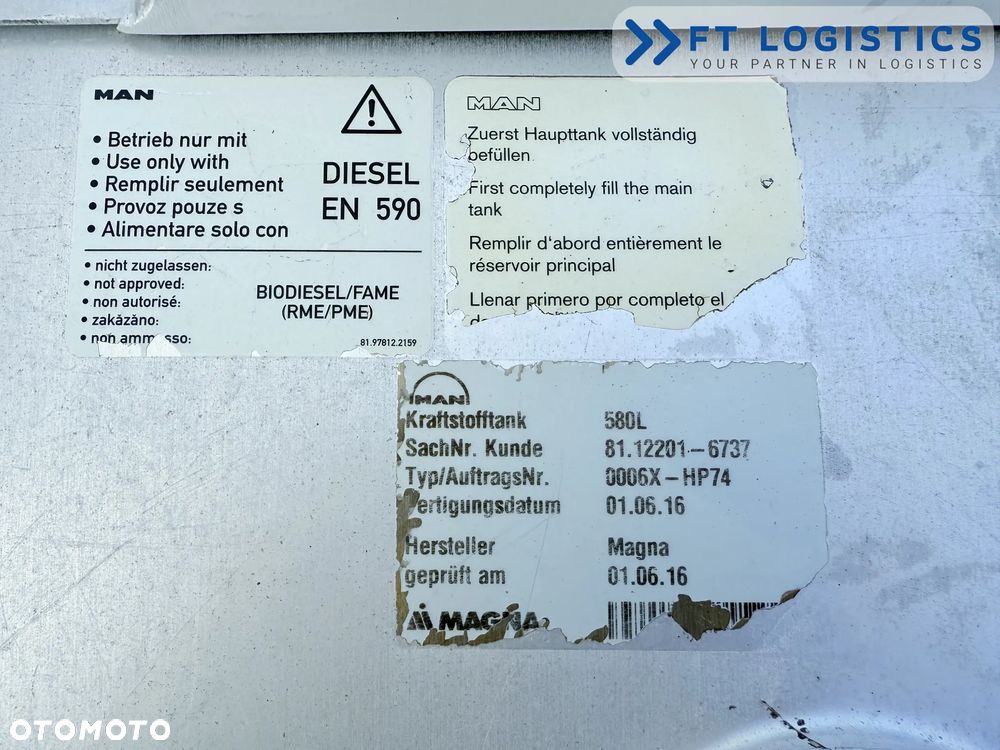 FT LOGISTICS
YOUR PARTNER IN LOGISTICS
MAN
• Betrieb nur mit
• Use only with
• Remplir seulement
• Provoz pouze s
• Alimentare solo con
DIESEL
EN 590
• nicht zugelassen:
• not approved:
• non autorisé:
• zakázáno:
• non ammesso:
BIODIESEL/FAME
(RME/PME)
81.97812.2159
MAN
Zuerst Haupttank vollständig
befüllen
First completely fill the main
tank
Remplir d'abord entièrement le
réservoir principal
Llenar primero por completo el
MAN
Kraftstofftank 580L
SachNr. Kunde 81.12201-6737
Typ/AuftragsNr. 0006X-HP74
Fertigungsdatum 01.06.16
Hersteller Magna
geprüft am 01.06.16
MAGNA
OTOMOTO